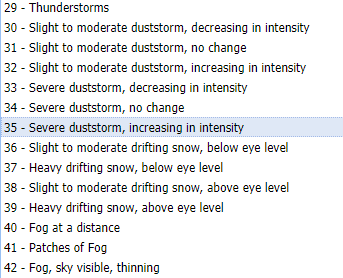 29 - Thunderstorms
30 - Slight to moderate duststorm, decreasing in intensity
31 - Slight to moderate duststorm, no change
32 - Slight to moderate duststorm, increasing in intensity
33 - Severe duststorm, decreasing in intensity
34 - Severe duststorm, no change
35 - Severe duststorm, increasing in intensity
36 - Slight to moderate drifting snow, below eye level
37 - Heavy drifting snow, below eye level
38 - Slight to moderate drifting snow, above eye level
39 - Heavy drifting snow, above eye level
40 - Fog at a distance
41 - Patches of Fog
42 - Fog, sky visible, thinning